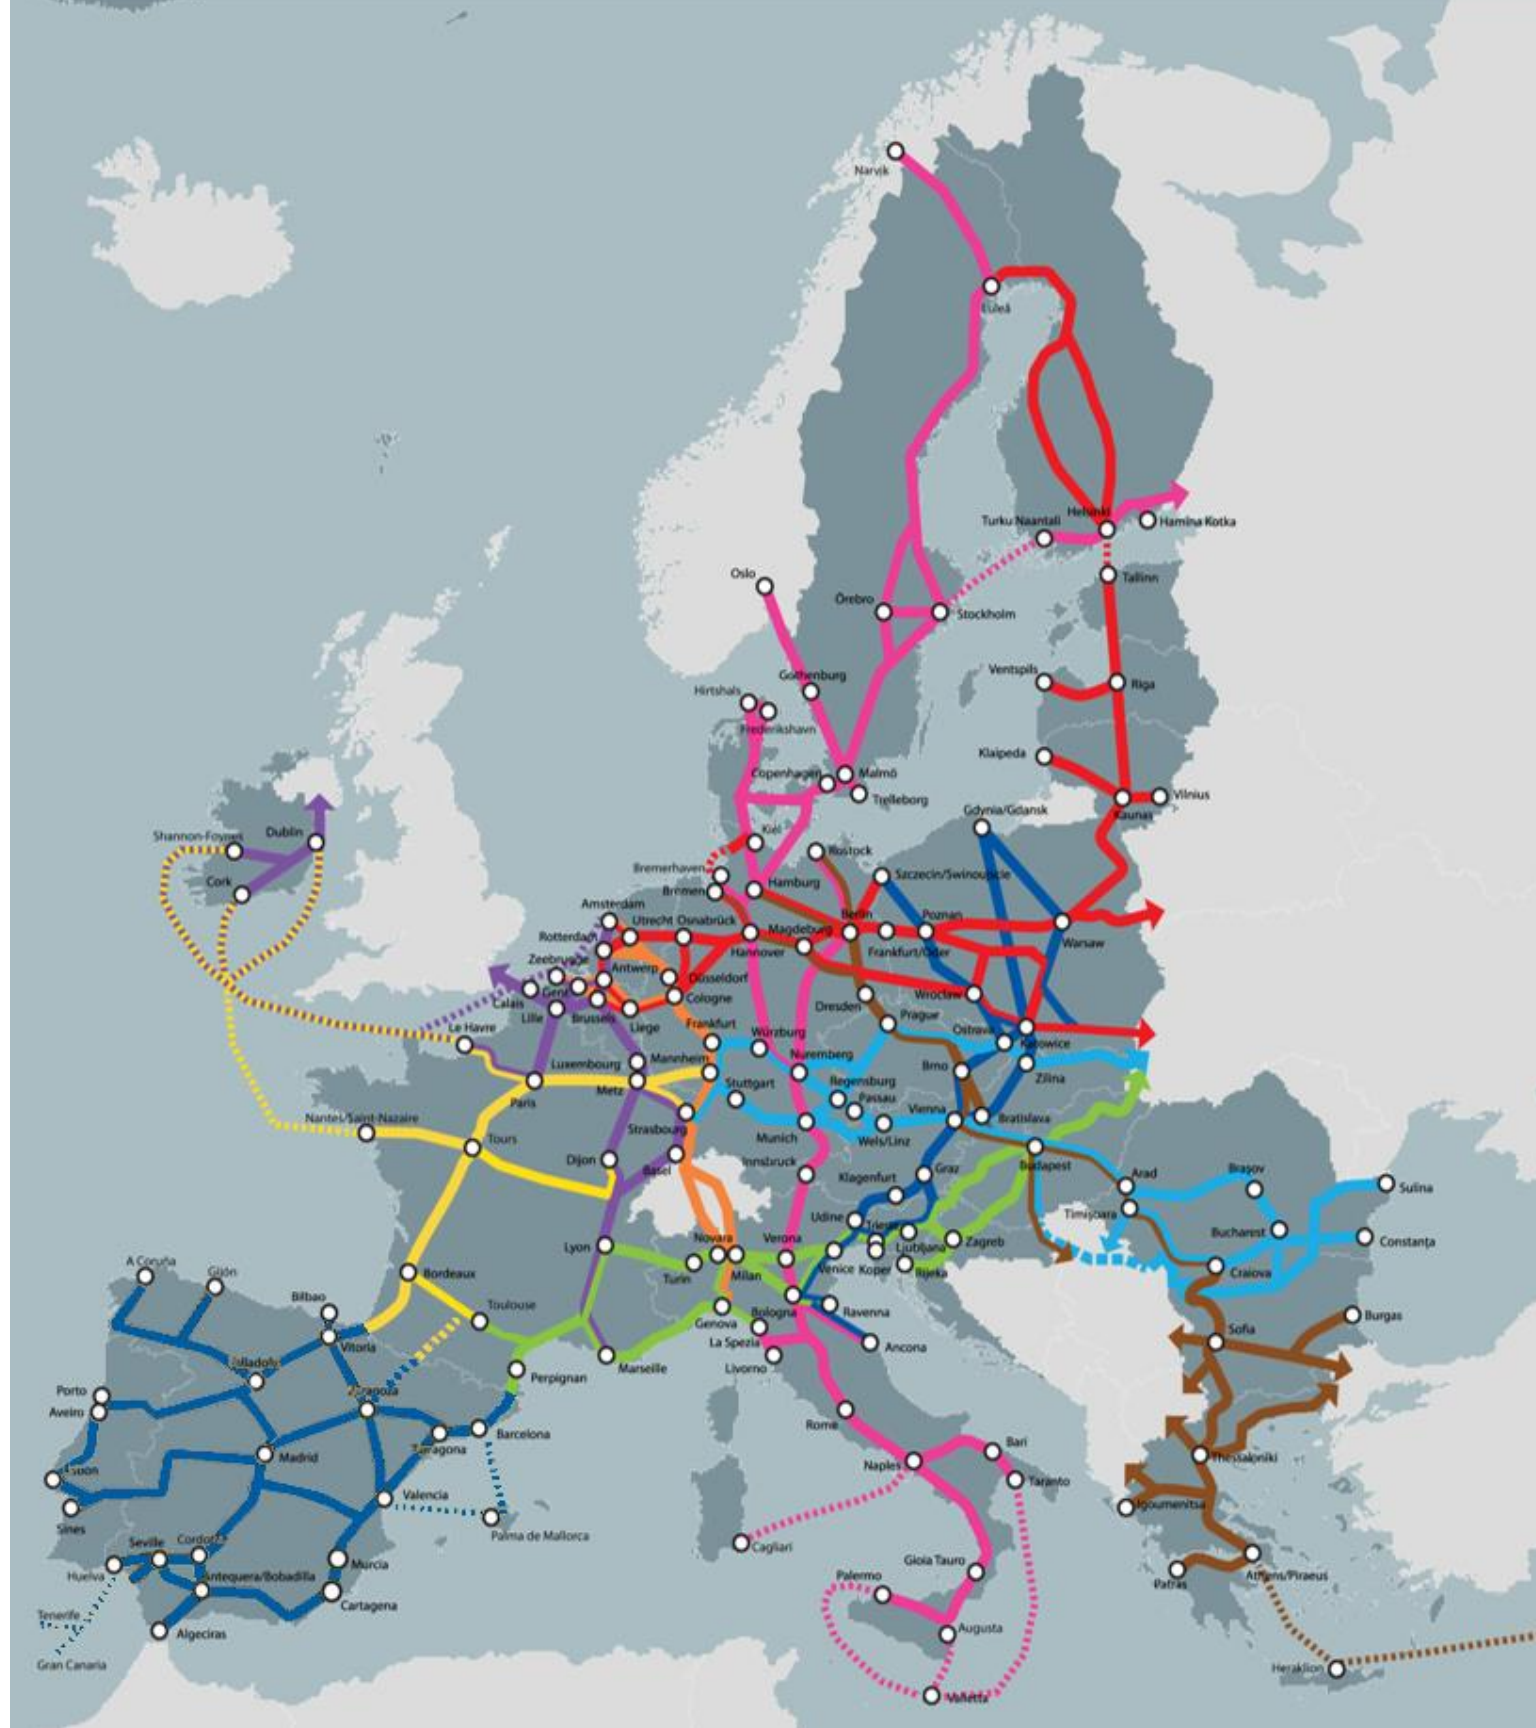 Narvik
Luleå
Helsinki
Turku Naantali
Hamina Kotka
Tallinn
Oslo
Örebro
Stockholm
Ventspils
Riga
Gothenburg
Hirtshals
Frederikshavn
Klaipeda
Copenhagen
Malmö
Trelleborg
Vilnius
Kaunas
Gdynia/Gdansk
Kiel
Shannon-Foynes
Dublin
Rostock
Bremerhaven
Szczecin/Swinoujscie
Cork
Bremen
Hamburg
Amsterdam
Utrecht
Osnabrück
Berlin
Poznan
Magdeburg
Rotterdam
Hannover
Frankfurt/Oder
Warsaw
Zeebrugge
Antwerp
Düsseldorf
Gent
Calais
Cologne
Wroclaw
Dresden
Lille
Brussels
Liege
Prague
Le Havre
Frankfurt
Würzburg
Ostrava
Katowice
Luxembourg
Mannheim
Nuremberg
Brno
Zilina
Metz
Stuttgart
Regensburg
Paris
Passau
Nantes/Saint-Nazaire
Vienna
Bratislava
Strasbourg
Munich
Wels/Linz
Tours
Dijon
Basel
Innsbruck
Graz
Budapest
Klagenfurt
Arad
Braşov
Sulina
Timişoara
Udine
Trieste
Bucharest
Constanţa
Lyon
Novara
Verona
Ljubljana
Zagreb
Turin
Milan
Venice
Koper
Rijeka
Craiova
A Coruña
Gijón
Bordeaux
Bilbao
Toulouse
Genova
Bologna
Ravenna
Burgas
Vitoria
La Spezia
Ancona
Sofia
Livorno
Marseille
Perpignan
Porto
Aveiro
Rome
Barcelona
Madrid
Naples
Bari
Taranto
Thessaloniki
Valencia
Sines
Igoumenitsa
Palma de Mallorca
Seville
Cagliari
Huelva
Murcia
Antequera/Bobadilla
Gioia Tauro
Palermo
Patras
Athens/Piraeus
Cartagena
Tenerife
Algeciras
Augusta
Gran Canaria
Heraklion
Valletta